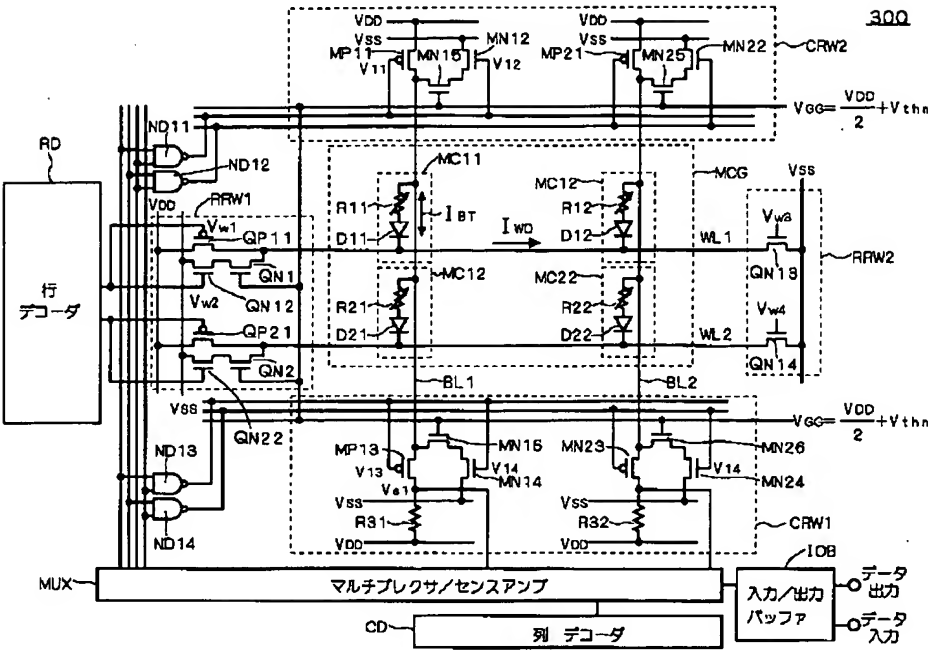 300
VDD
VDD
VSS
VSS
MP11
MN15
MN12
MP21
MN25
MN22
CRW2
V11
V12
VGG=VDD/2+Vthn
ND11
ND12
RD
RRW1
MC11
MC12
MCG
VSS
VDD
Vw1
QP11
R11
IBT
R12
D11
IWD
D12
WL1
Vw3
QN13
RRW2
QN1
QN12
Vw2
行
デコーダ
MC12
MC22
QP21
R21
R22
D21
D22
WL2
Vw4
QN14
QN2
VSS
QN22
BL1
BL2
VGG=VDD/2+Vthn
ND13
ND14
MP13
MN16
MN23
MN26
V13
V14
MN14
V14
MN24
Vs1
VSS
VSS
R31
R32
VDD
VDD
CRW1
IOB
MUX
マルチプレクサ/センスアンプ
入力/出力
バッファ
データ
出力
データ
入力
CD
列 デコーダ